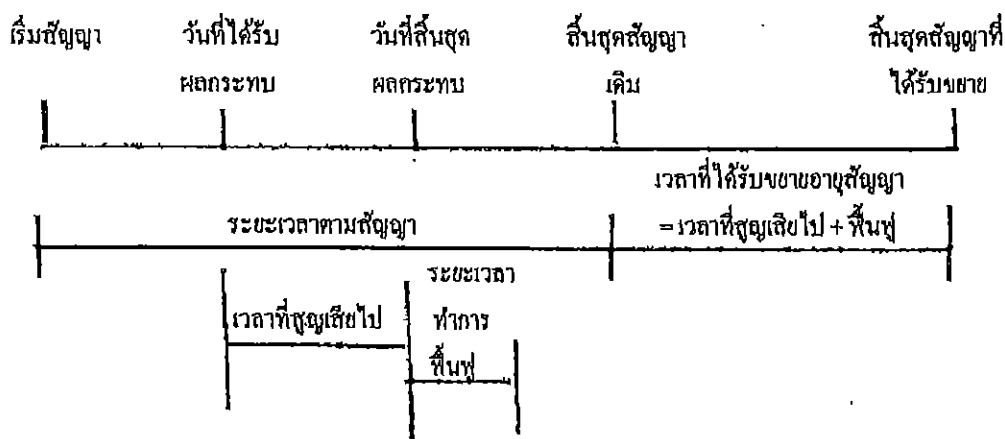 เริ่มสัญญา วันที่ได้รับ วันที่สิ้นสุด สิ้นสุดสัญญา สิ้นสุดสัญญาที่
ผลกระทบ ผลกระทบ เดิม ได้รับขยาย
เวลาที่ได้รับขยายอายุสัญญา
ระยะเวลาตามสัญญา =เวลาที่สูญเสียไป + ฟื้นฟู
ระยะเวลา
เวลาที่สูญเสียไป ทำการ
ฟื้นฟู